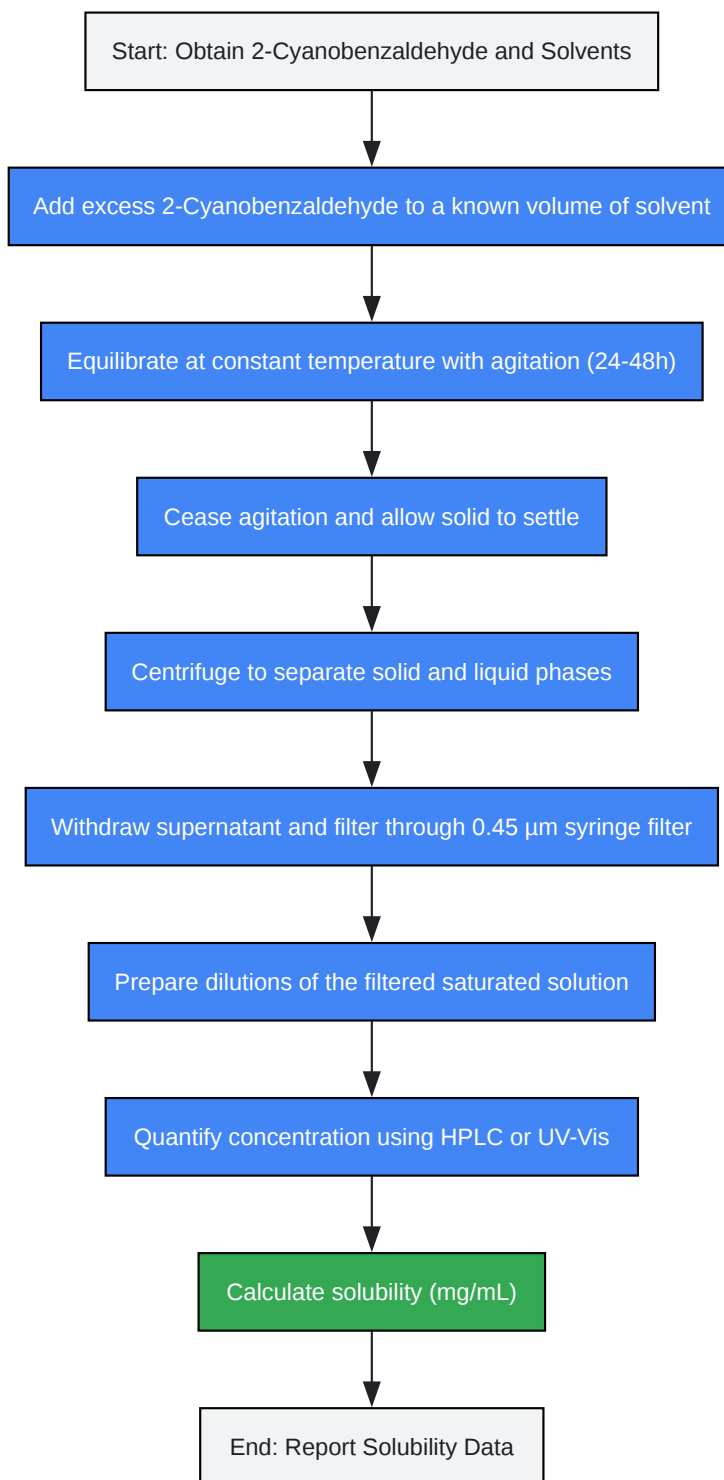 Start: Obtain 2-Cyanobenzaldehyde and Solvents
Add excess 2-Cyanobenzaldehyde to a known volume of solvent
Equilibrate at constant temperature with agitation (24-48h)
Cease agitation and allow solid to settle
Centrifuge to separate solid and liquid phases
Withdraw supernatant and filter through 0.45 µm syringe filter
Prepare dilutions of the filtered saturated solution
Quantify concentration using HPLC or UV-Vis
Calculate solubility (mg/mL)
End: Report Solubility Data